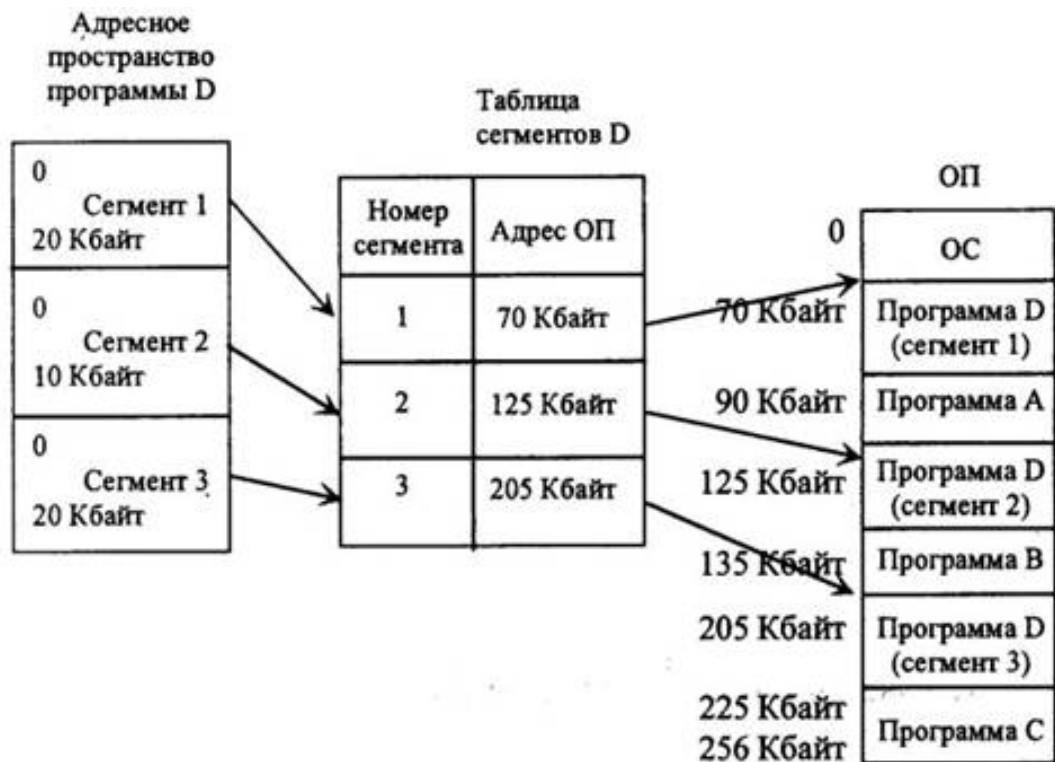 Адресное
пространство
программы D
0
Сегмент 1
20 Кбайт
0
Сегмент 2
10 Кбайт
0
Сегмент 3
20 Кбайт
Таблица
сегментов D
Номер
сегмента
Адрес ОП
1
70 Кбайт
2
125 Кбайт
3
205 Кбайт
ОП
0
ОС
70 Кбайт
Программа D
(сегмент 1)
90 Кбайт
Программа A
125 Кбайт
Программа D
(сегмент 2)
135 Кбайт
Программа B
205 Кбайт
Программа D
(сегмент 3)
225 Кбайт
256 Кбайт
Программа C